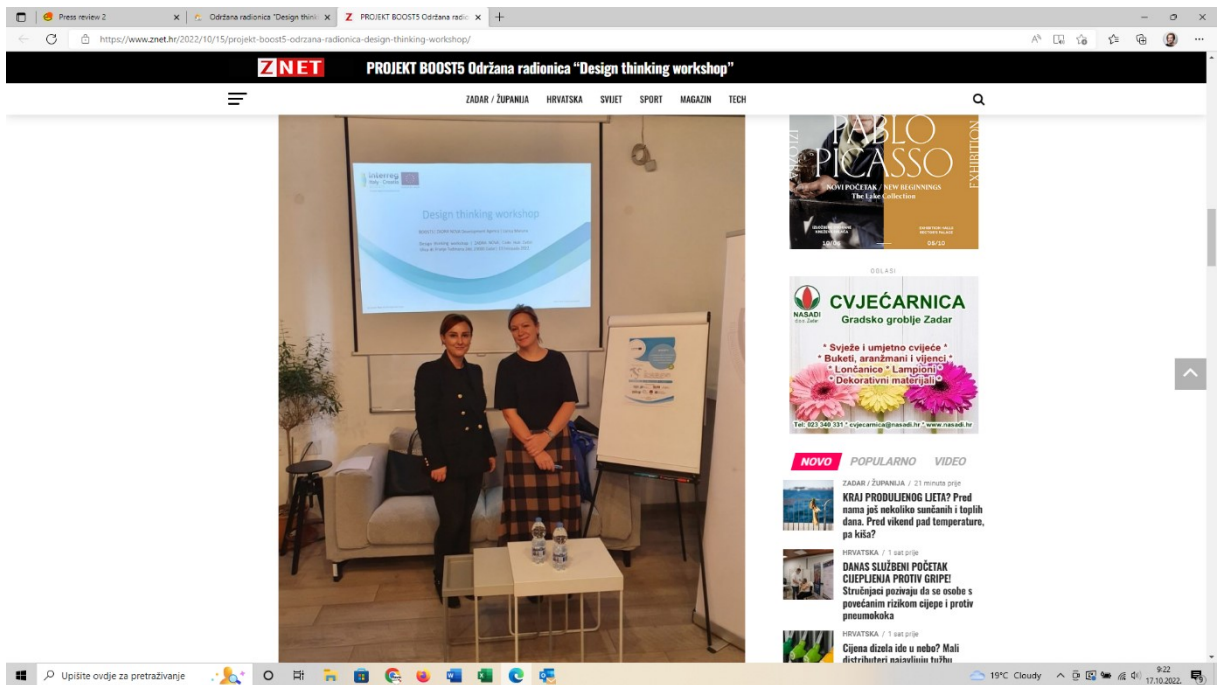 Press review 2
Održana radionica "Design think
PROJEKT BOOST5 Održana radio
https://www.znet.hr/2022/10/15/projekt-boost5-odrzana-radionica-design-thinking-workshop/
ZNET
PROJEKT BOOST5 Održana radionica “Design thinking workshop”
ZADAR / ŽUPANIJA HRVATSKA SVIJET SPORT MAGAZIN TECH
Interreg
Italy - Croatia
Design thinking workshop
PABLO
PICASSO
NOVI POČETAK / NEW BEGINNINGS
The Lake Collection
EXHIBITION
06/10
OGLASI
NASADI
d.o.o. Zadar
CVJEĆARNICA
Gradsko groblje Zadar
* Svježe i umjetno cvijeće *
* Buketi, aranžmani i vijenci *
* Lončanice * Lampioni *
* Dekorativni materijali *
Tel: 023 340 331 * cvjecarnica@nasadi.hr * www.nasadi.hr
NOVO POPULARNO VIDEO
ZADAR / ŽUPANIJA / 21 minuta prije
KRAJ PRODULJENOG LJETA? Pred
nama još nekoliko sunčanih i toplih
dana. Pred vikend pad temperature,
pa kiša?
HRVATSKA / 1 sat prije
DANAS SLUŽBENI POČETAK
CIJEPLJENJA PROTIV GRIPE!
Stručnjaci pozivaju da se osobe s
povećanim rizikom cijepe i protiv
pneumokoka
HRVATSKA / 1 sat prije
Cijena dizela ide u nebo? Mali
distributeri najavljuju tužbu
Upišite ovdje za pretraživanje
19°C Cloudy
9:22
17.10.2022.